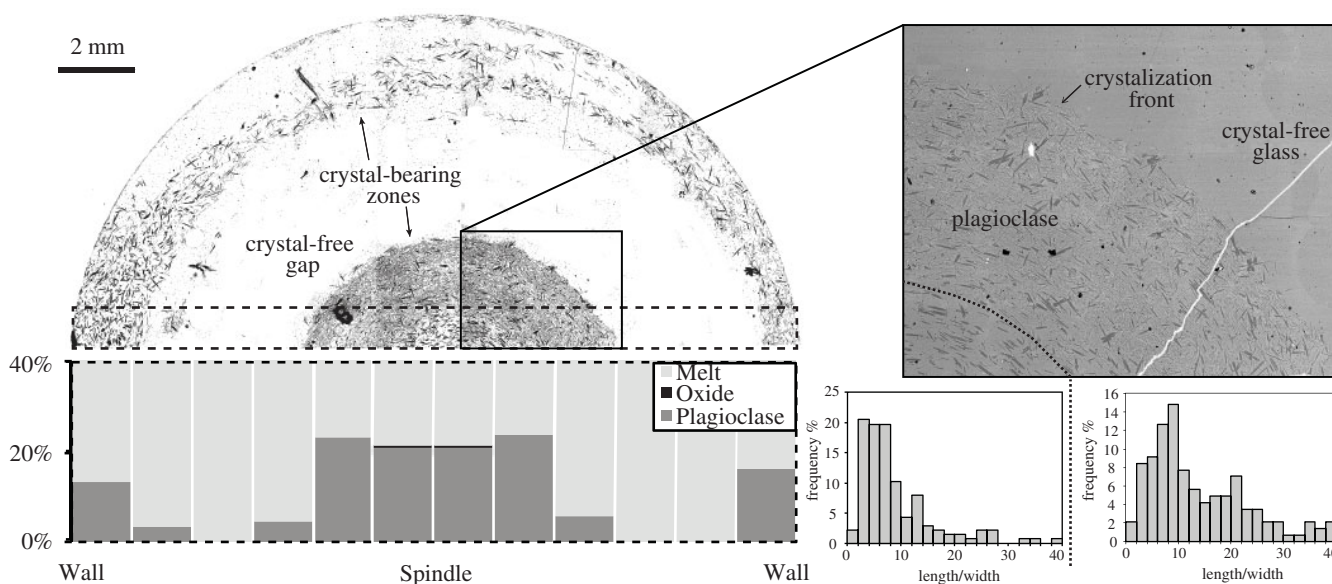 2 mm
crystal-bearing
zones
crystal-free
gap
crystalization
front
crystal-free
glass
plagioclase
40%
20%
0%
Melt
Oxide
Plagioclase
Wall
Spindle
Wall
frequency %
25
20
15
10
5
0
0
10
20
30
40
length/width
frequency %
16
14
12
10
8
6
4
2
0
0
10
20
30
40
length/width